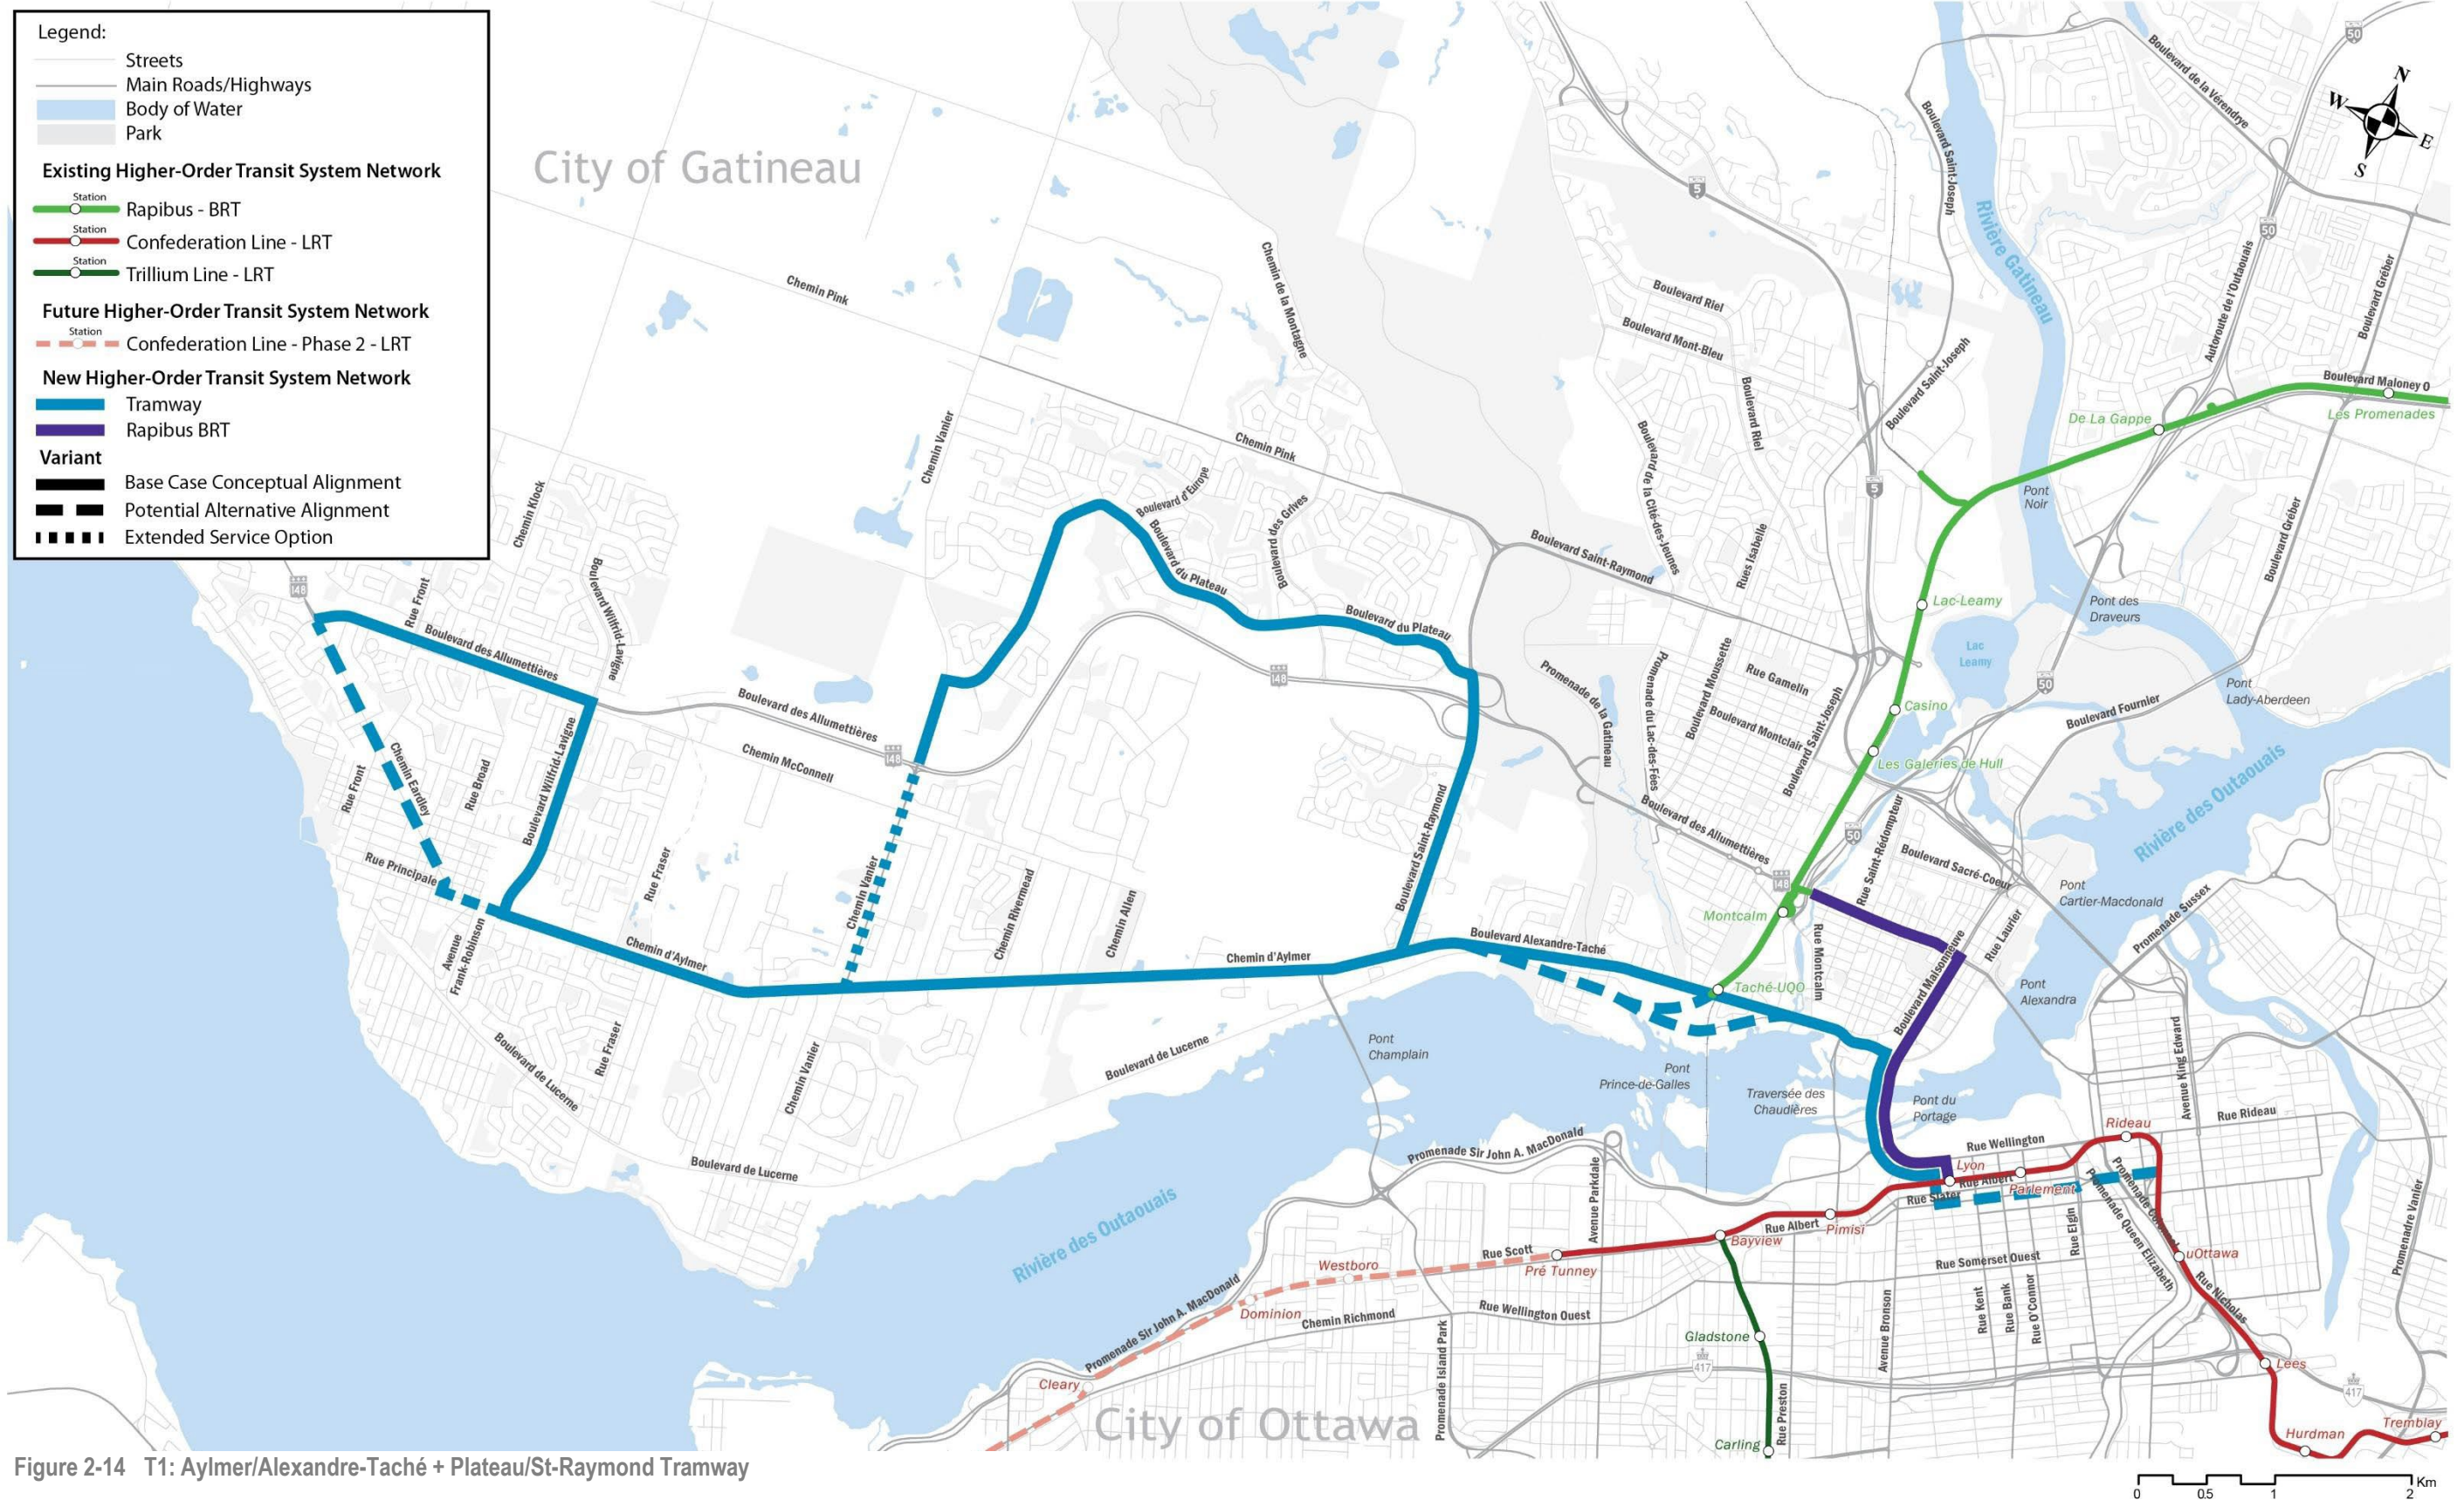 Legend:
Streets
Main Roads/Highways
Body of Water
Park
Existing Higher-Order Transit System Network
Station
Rapibus - BRT
Station
Confederation Line - LRT
Station
Trillium Line - LRT
Future Higher-Order Transit System Network
Station
Confederation Line - Phase 2 - LRT
New Higher-Order Transit System Network
Tramway
Rapibus BRT
Variant
Base Case Conceptual Alignment
Potential Alternative Alignment
Extended Service Option
City of Gatineau
N
W
E
S
50
Boulevard de la Vérendrye
Boulevard Saint-Joseph
5
Rivière Gatineau
50
Autoroute de l'Outaouais
Boulevard Gréber
Chemin Pink
Chemin de la Montagne
Boulevard Riel
Boulevard Mont-Bleu
Boulevard Riel
Boulevard Saint-Joseph
Boulevard Maloney O
Les Promenades
De La Gappe
Chemin Vanier
Chemin Pink
Boulevard d'Europe
Boulevard des Grives
Boulevard de la Cité-des-Jeunes
5
Pont
Noir
Boulevard Gréber
Chemin Klock
Boulevard du Plateau
Boulevard Saint-Raymond
Rues Isabelle
148
Rue Front
Boulevard Wilfrid-Lavigne
Boulevard des Allumettières
Boulevard du Plateau
Lac-Leamy
Pont des
Draveurs
Lac
Leamy
Promenade de la Gatineau
Promenade du Lac-des-Fées
Boulevard Moussette
Rue Gamelin
148
50
Pont
Lady-Aberdeen
Boulevard des Allumettières
Boulevard Montclair
Boulevard Saint-Joseph
Casino
Boulevard Fournier
148
Chemin McConnell
Chemin Eardley
Rue Front
Rue Broad
Boulevard Wilfrid-Lavigne
Les Galeries de Hull
Rivière des Outaouais
Boulevard Saint-Raymond
Boulevard des Allumettières
50
Rue Saint-Rédompteur
Boulevard Sacré-Coeur
Rue Principale
Rue Fraser
Chemin Vanier
Chemin Rivermead
Chemin Allen
148
Montcalm
Pont
Cartier-Macdonald
Promenade Sussex
Avenue
Frank-Robinson
Chemin d'Aylmer
Chemin d'Aylmer
Boulevard Alexandre-Taché
Rue Montcalm
Boulevard Maisonneuve
Rue Laurier
Taché-UQO
Pont
Alexandra
Boulevard de Lucerne
Rue Fraser
Chemin Vanier
Boulevard de Lucerne
Pont
Champlain
Pont
Prince-de-Galles
Traversée des
Chaudières
Pont du
Portage
Avenue King Edward
Rue Rideau
Rideau
Rue Wellington
Boulevard de Lucerne
Promenade Sir John A. MacDonald
Avenue Parkdale
Lyon
Rue Albert
Parlement
Rue Slater
Promenade Queen Elizabeth
Promenade Vanier
Rivière des Outaouais
Rue Albert
Pimisi
Bayview
Rue Elgin
uOttawa
Rue Scott
Pré Tunney
Westboro
Rue Somerset Ouest
Promenade Sir John A. MacDonald
Dominion
Chemin Richmond
Rue Wellington Ouest
Rue Kent
Rue Bank
Rue O'Connor
Rue Nicholas
Gladstone
Avenue Bronson
417
Lees
Cleary
Promenade Island Park
Rue Preston
417
City of Ottawa
Carling
Hurdman
Tremblay
Figure 2-14 T1: Aylmer/Alexandre-Taché + Plateau/St-Raymond Tramway
Km
0 0.5 1 2